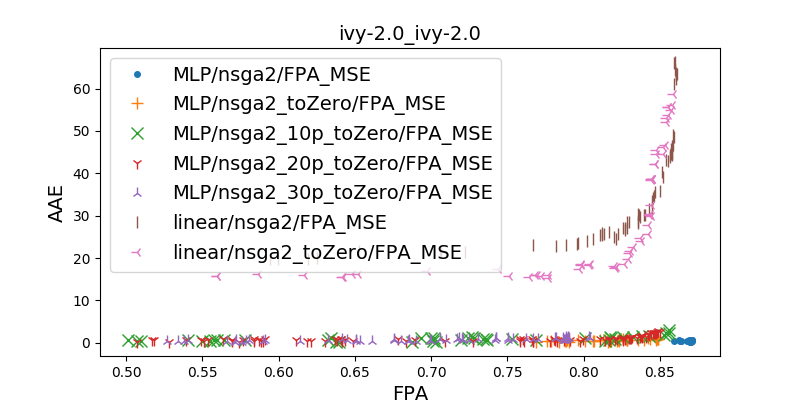 ivy-2.0_ivy-2.0
AAE
60
50
40
30
20
10
0
MLP/nsga2/FPA_MSE
MLP/nsga2_toZero/FPA_MSE
MLP/nsga2_10p_toZero/FPA_MSE
MLP/nsga2_20p_toZero/FPA_MSE
MLP/nsga2_30p_toZero/FPA_MSE
linear/nsga2/FPA_MSE
linear/nsga2_toZero/FPA_MSE
0.50 0.55 0.60 0.65 0.70 0.75 0.80 0.85
FPA